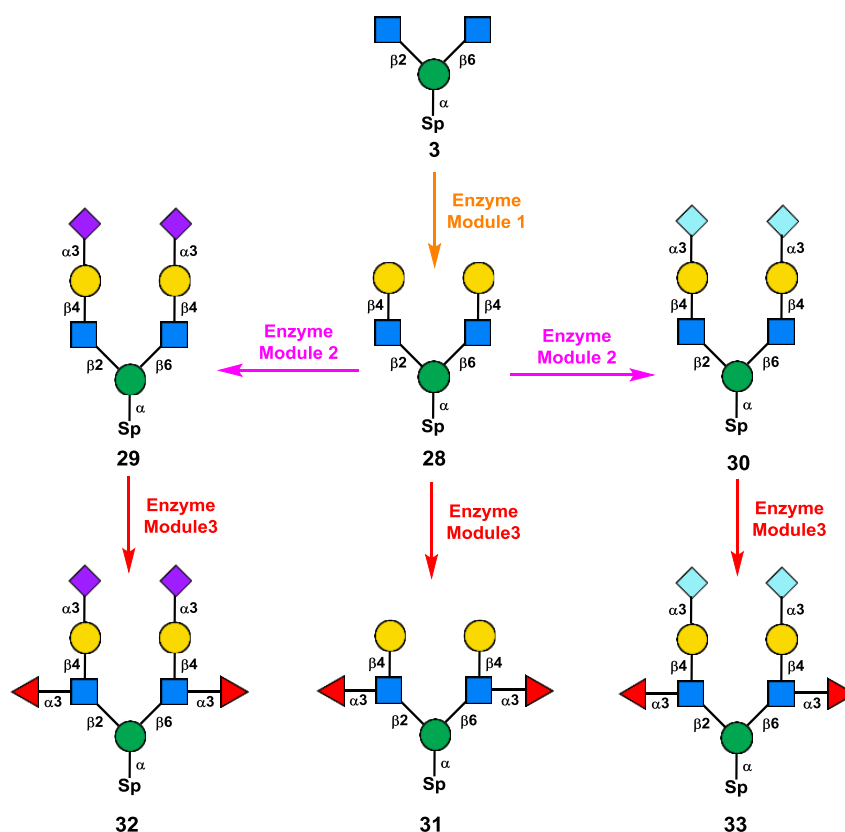 β2 β6
α
Sp
3
Enzyme
Module 1
α3 α3
β4 β4
β2 β6
α
Sp
29
Enzyme
Module 2
β4 β4
β2 β6
α
Sp
28
Enzyme
Module 2
α3 α3
β4 β4
β2 β6
α
Sp
30
Enzyme
Module3
Enzyme
Module3
Enzyme
Module3
α3 α3
β4 β4
α3 α3
β2 β6
α
Sp
32
β4 β4
α3 α3
β2 β6
α
Sp
31
α3 α3
β4 β4
α3 α3
β2 β6
α
Sp
33